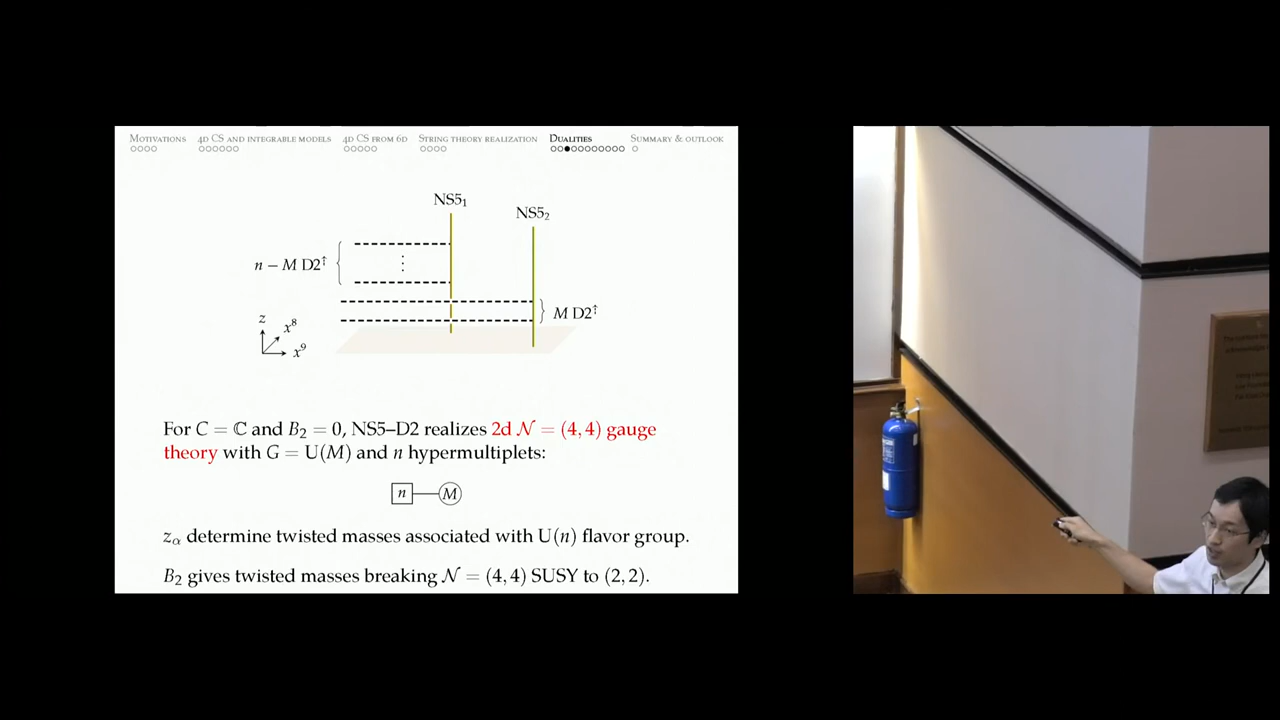 MOTIVATIONS 4D CS AND INTEGRABLE MODELS 4D CS FROM 6D STRING THEORY REALIZATION DUALITIES SUMMARY & OUTLOOK
NS5₁
NS5₂
n − M D2↑
⋮
M D2↑
z
x⁸
x⁹
For C = ℂ and B₂ = 0, NS5–D2 realizes 2d 𝒩 = (4, 4) gauge
theory with G = U(M) and n hypermultiplets:
n M
z_α determine twisted masses associated with U(n) flavor group.
B₂ gives twisted masses breaking 𝒩 = (4, 4) SUSY to (2, 2).